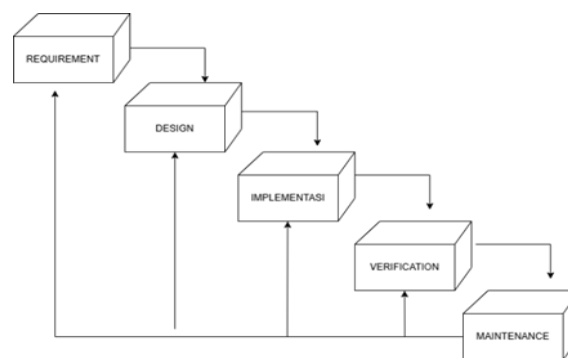 REQUIREMENT
DESIGN
IMPLEMENTASI
VERIFICATION
MAINTENANCE